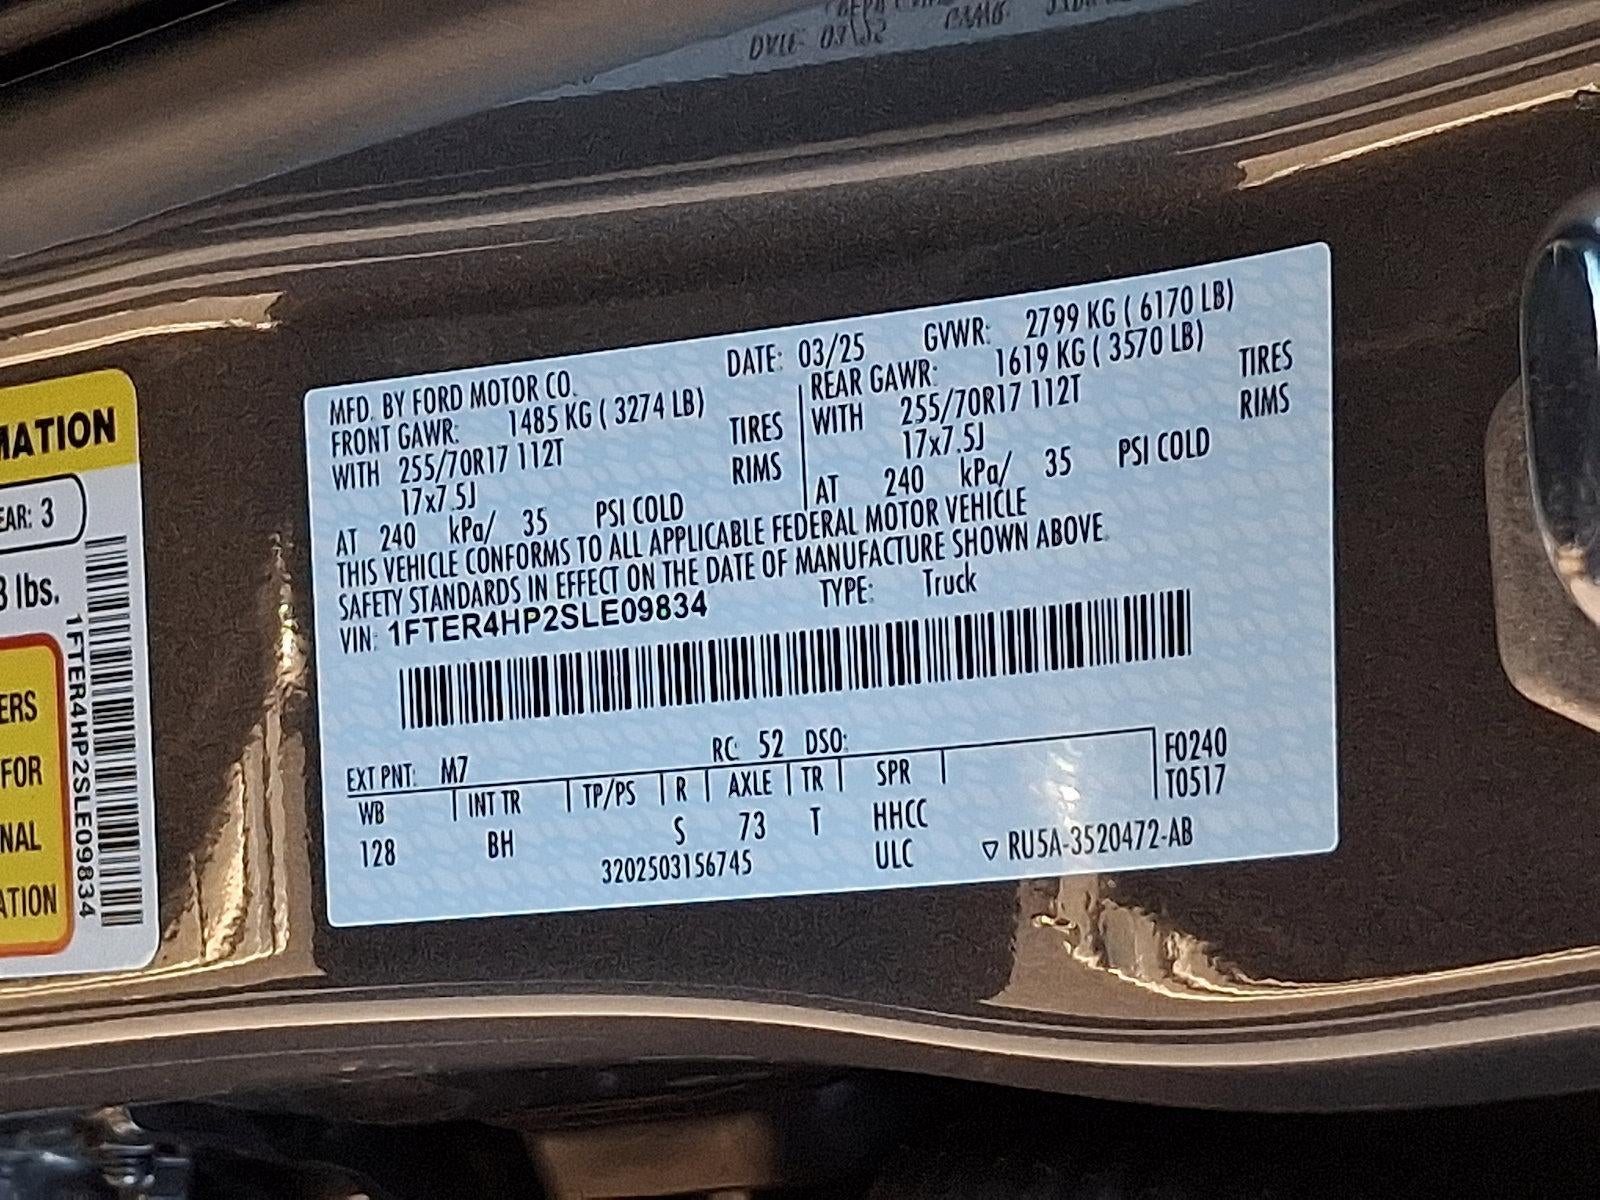 MFD. BY FORD MOTOR CO. DATE: 03/25 GVWR: 2799 KG ( 6170 LB)
FRONT GAWR: 1485 KG ( 3274 LB)
WITH 255/70R17 112T TIRES
17x7.5J RIMS
AT 240 kPa/ 35 PSI COLD
REAR GAWR: 1619 KG ( 3570 LB)
WITH 255/70R17 112T TIRES
17x7.5J RIMS
AT 240 kPa/ 35 PSI COLD
THIS VEHICLE CONFORMS TO ALL APPLICABLE FEDERAL MOTOR VEHICLE
SAFETY STANDARDS IN EFFECT ON THE DATE OF MANUFACTURE SHOWN ABOVE.
VIN: 1FTER4HP2SLE09834 TYPE: Truck
EXT PNT: M7 RC: 52 DSO:
WB INT TR TP/PS R AXLE TR SPR
128 BH S 73 T HHCC
ULC
F0240
T0517
3202503156745
RU5A-3520472-AB
MATION
EAR: 3
lbs.
ERS
FOR
NAL
ATION
1FTER4HP2SLE09834